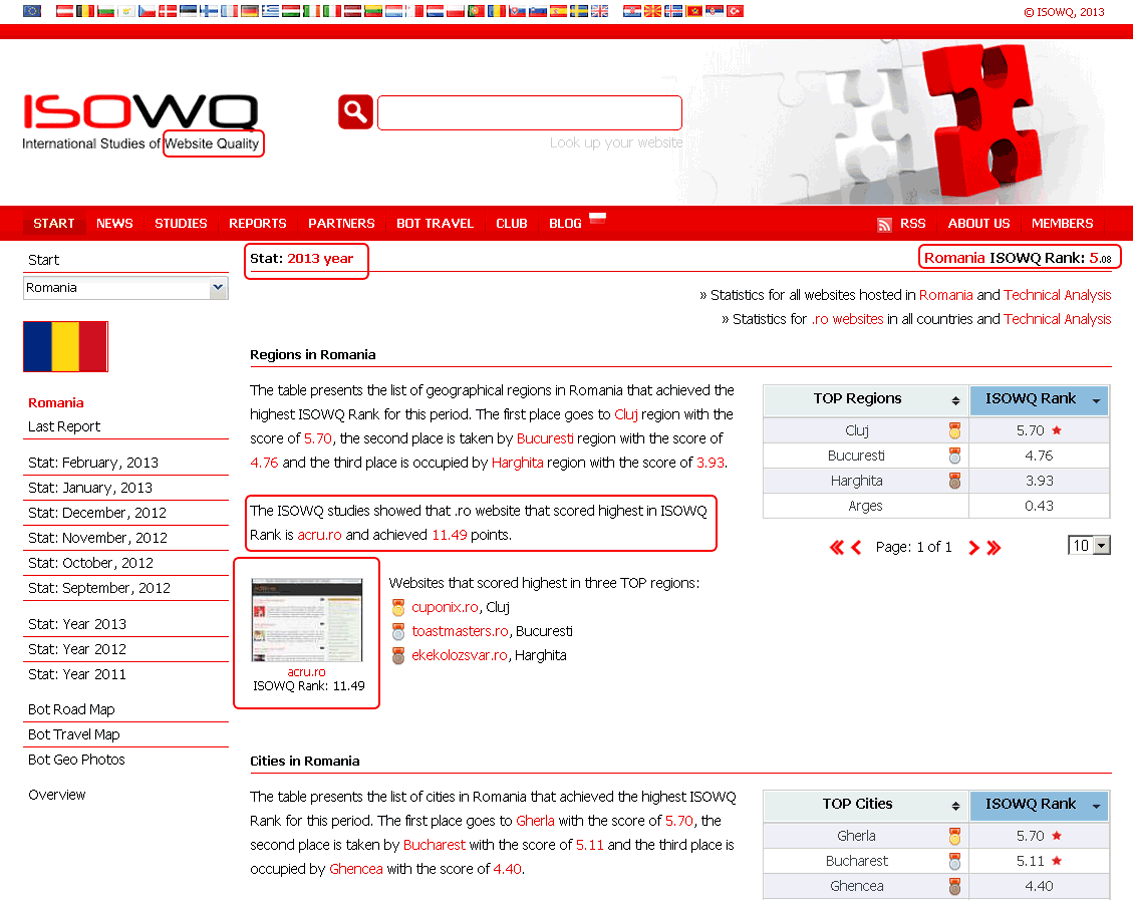 © ISOWQ, 2013
ISOWQ
International Studies of Website Quality
Look up your website
START NEWS STUDIES REPORTS PARTNERS BOT TRAVEL CLUB BLOG RSS ABOUT US MEMBERS
Start
Romania
Romania
Last Report
Stat: February, 2013
Stat: January, 2013
Stat: December, 2012
Stat: November, 2012
Stat: October, 2012
Stat: September, 2012
Stat: Year 2013
Stat: Year 2012
Stat: Year 2011
Bot Road Map
Bot Travel Map
Bot Geo Photos
Overview
Stat: 2013 year
Romania ISOWQ Rank: 5.08
» Statistics for all websites hosted in Romania and Technical Analysis
» Statistics for .ro websites in all countries and Technical Analysis
Regions in Romania
The table presents the list of geographical regions in Romania that achieved the
highest ISOWQ Rank for this period. The first place goes to Cluj region with the
score of 5.70, the second place is taken by Bucuresti region with the score of
4.76 and the third place is occupied by Harghita region with the score of 3.93.
TOP Regions ISOWQ Rank
Cluj 5.70
Bucuresti 4.76
Harghita 3.93
Arges 0.43
Page: 1 of 1
10
The ISOWQ studies showed that .ro website that scored highest in ISOWQ
Rank is acru.ro and achieved 11.49 points.
acru.ro
ISOWQ Rank: 11.49
Websites that scored highest in three TOP regions:
cuponix.ro, Cluj
toastmasters.ro, Bucuresti
ekekolozsvar.ro, Harghita
Cities in Romania
The table presents the list of cities in Romania that achieved the highest ISOWQ
Rank for this period. The first place goes to Gherla with the score of 5.70, the
second place is taken by Bucharest with the score of 5.11 and the third place is
occupied by Ghencea with the score of 4.40.
TOP Cities ISOWQ Rank
Gherla 5.70
Bucharest 5.11
Ghencea 4.40